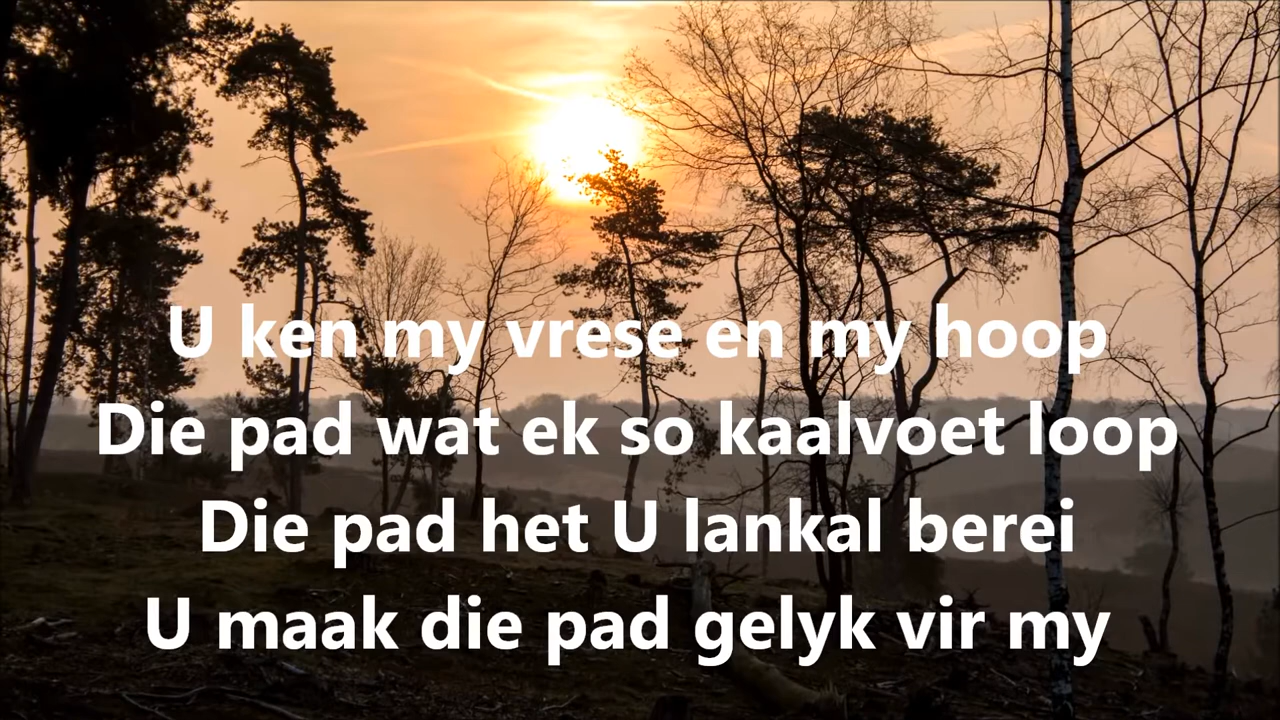 U ken my vrese en my hoop
Die pad wat ek so kaalvoet loop
Die pad het U lankal berei
U maak die pad gelyk vir my